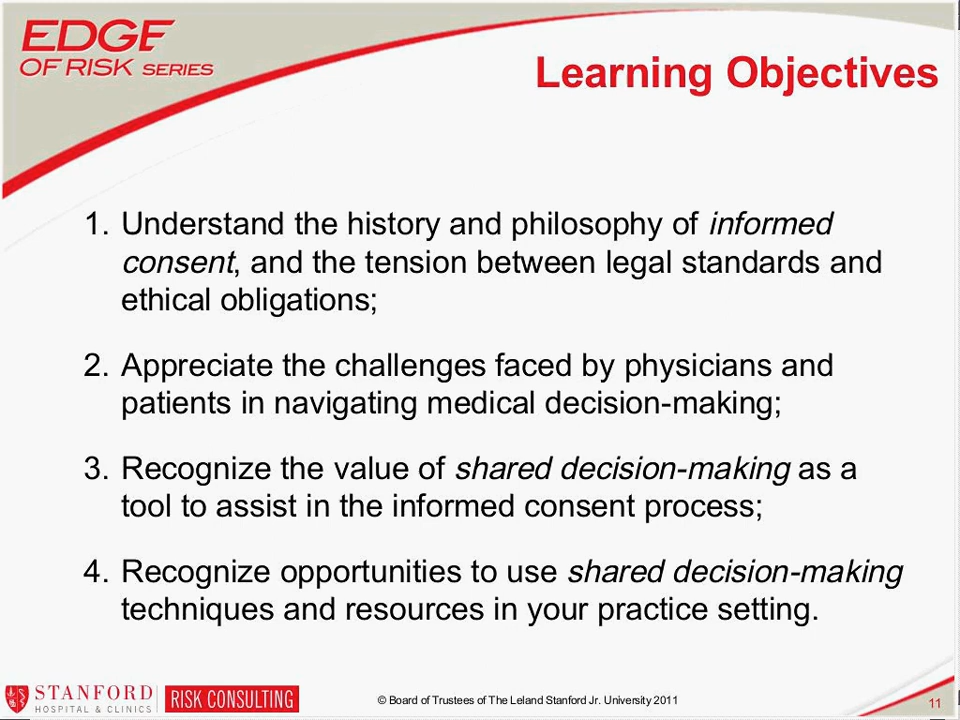 EDGE
OF RISK SERIES
Learning Objectives
1. Understand the history and philosophy of informed
consent, and the tension between legal standards and
ethical obligations;
2. Appreciate the challenges faced by physicians and
patients in navigating medical decision-making;
3. Recognize the value of shared decision-making as a
tool to assist in the informed consent process;
4. Recognize opportunities to use shared decision-making
techniques and resources in your practice setting.
STANFORD
HOSPITAL & CLINICS
RISK CONSULTING
© Board of Trustees of The Leland Stanford Jr. University 2011
11